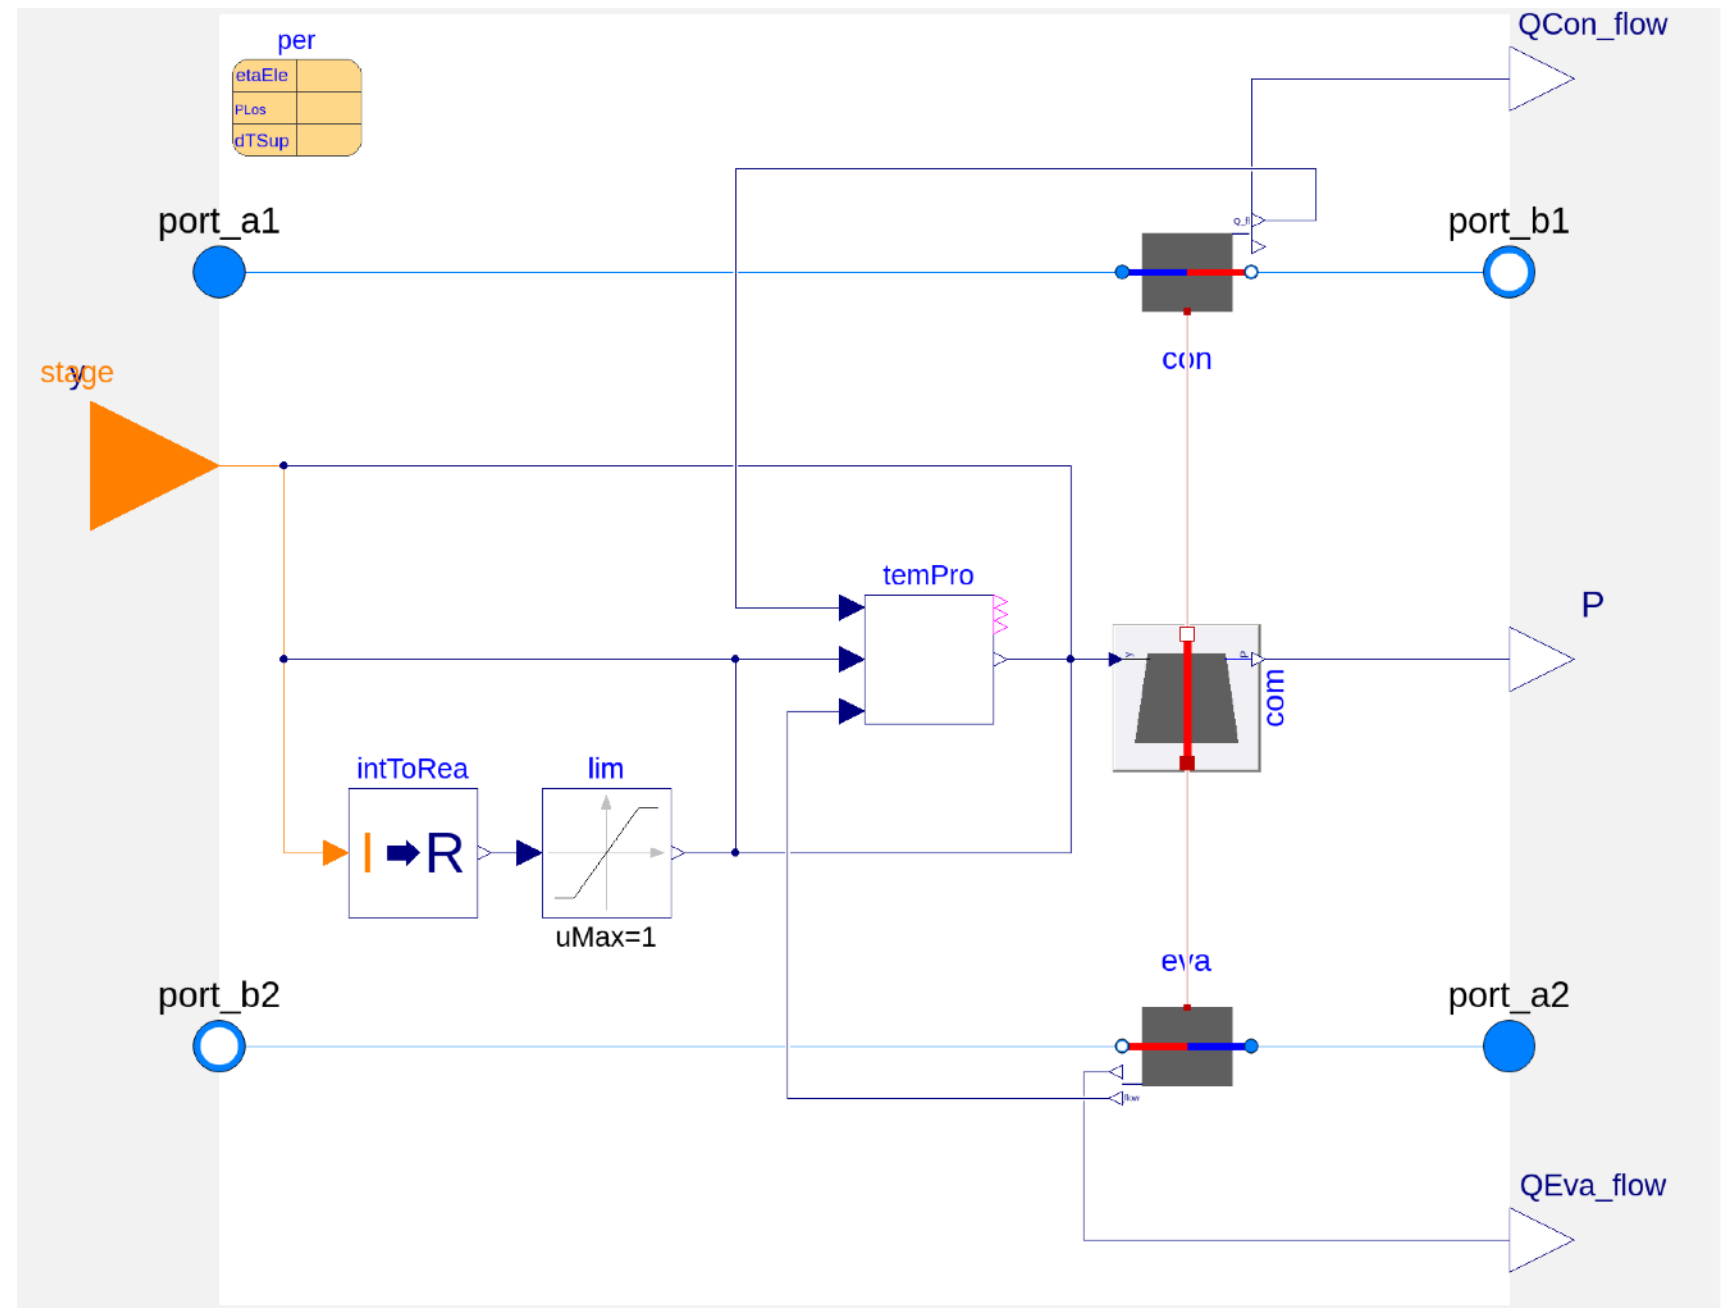 QCon_flow
per
etaEle
PLos
dTSup
port_a1
port_b1
con
stage
y
temPro
P
y
P
com
intToRea
lim
I R
uMax=1
eva
port_b2
port_a2
flow
QEva_flow